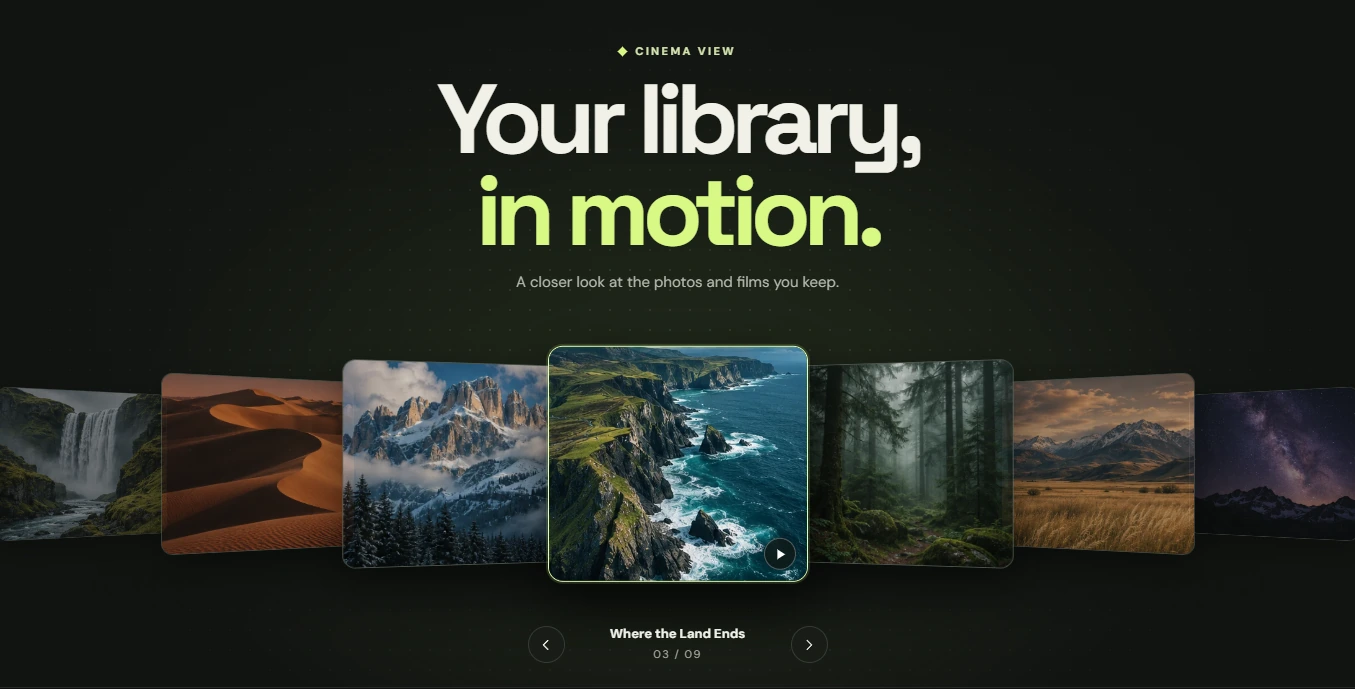 CINEMA VIEW
Your library,
in motion.
A closer look at the photos and films you keep.
Where the Land Ends
03 / 09